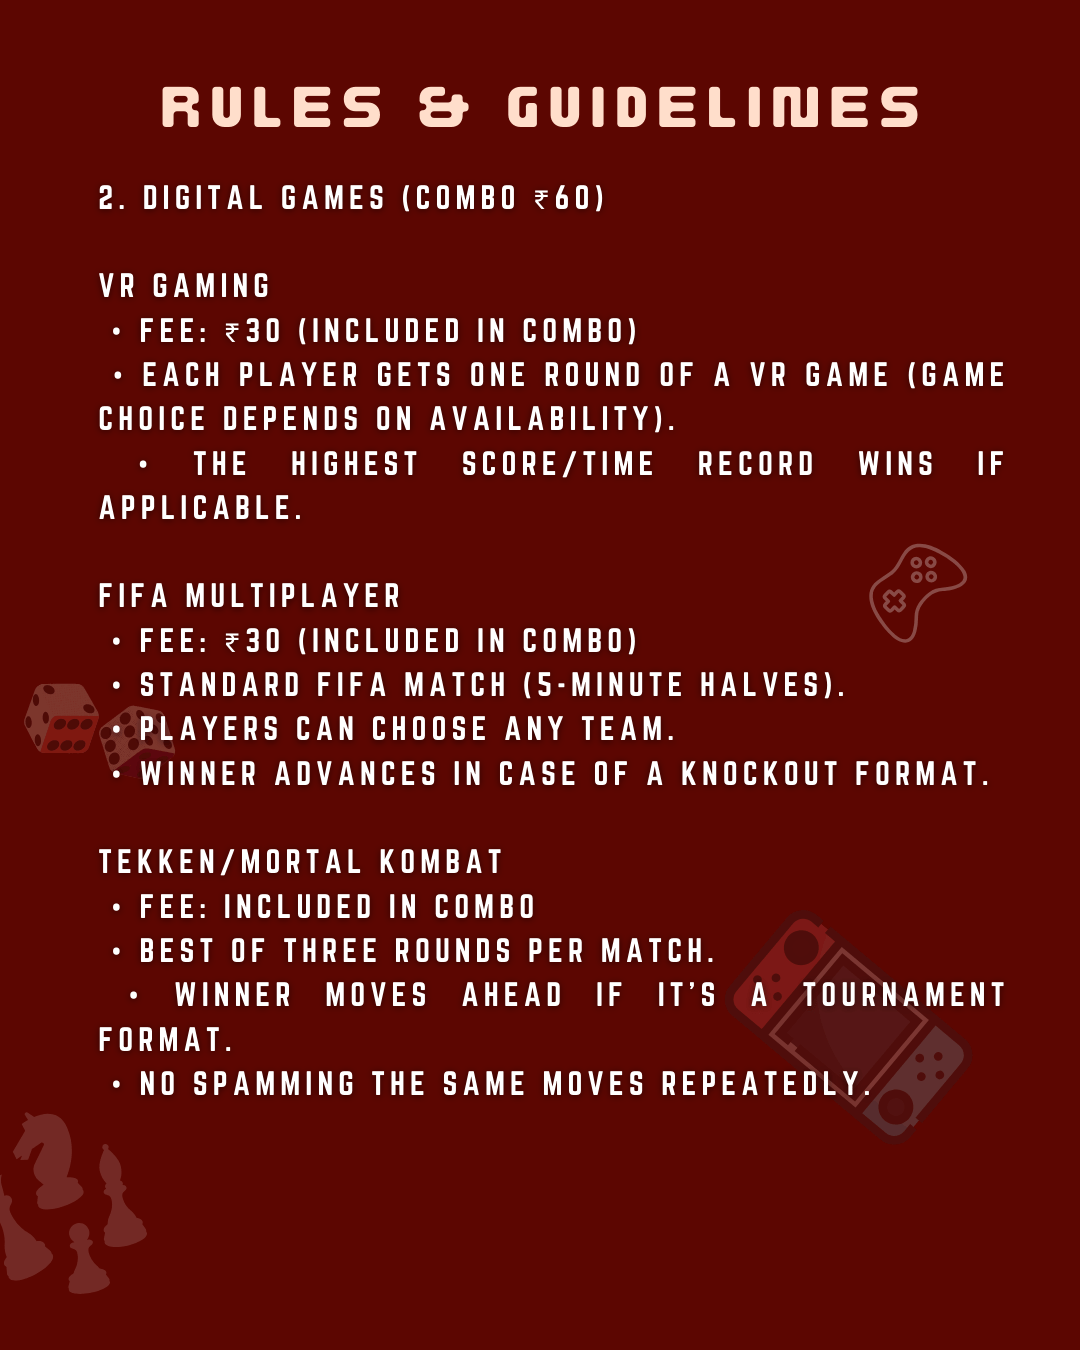 RULES & GUIDELINES
2. DIGITAL GAMES (COMBO ₹60)
VR GAMING
• FEE: ₹30 (INCLUDED IN COMBO)
• EACH PLAYER GETS ONE ROUND OF A VR GAME (GAME
CHOICE DEPENDS ON AVAILABILITY).
• THE HIGHEST SCORE/TIME RECORD WINS IF
APPLICABLE.
FIFA MULTIPLAYER
• FEE: ₹30 (INCLUDED IN COMBO)
• STANDARD FIFA MATCH (5-MINUTE HALVES).
• PLAYERS CAN CHOOSE ANY TEAM.
• WINNER ADVANCES IN CASE OF A KNOCKOUT FORMAT.
TEKKEN/MORTAL KOMBAT
• FEE: INCLUDED IN COMBO
• BEST OF THREE ROUNDS PER MATCH.
• WINNER MOVES AHEAD IF IT’S A TOURNAMENT
FORMAT.
• NO SPAMMING THE SAME MOVES REPEATEDLY.